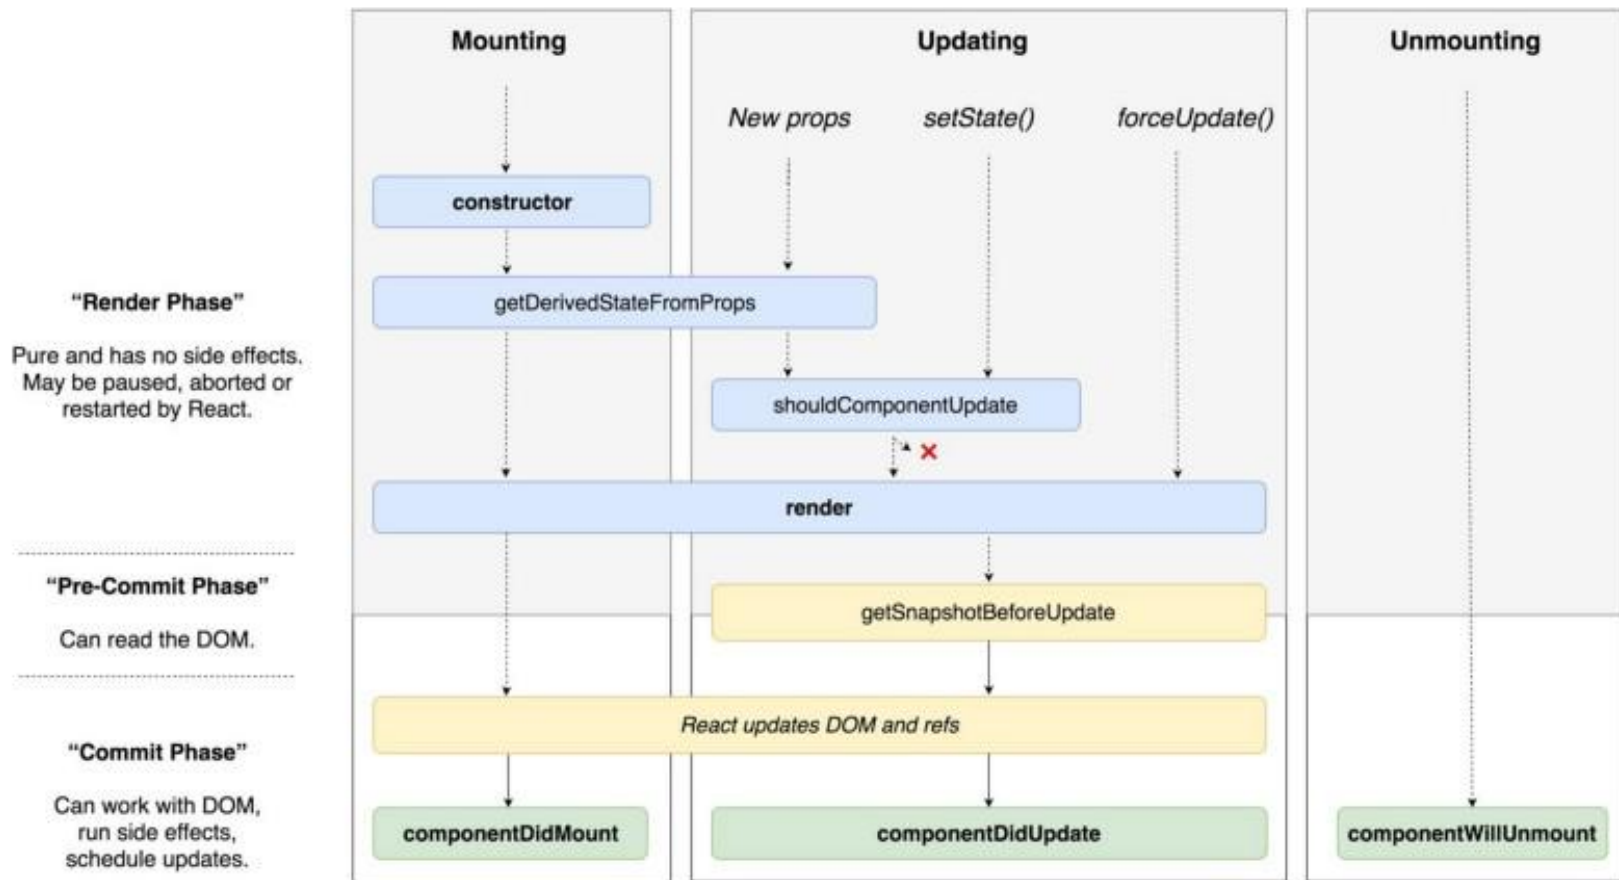 Mounting
Updating
Unmounting
New props
setState()
forceUpdate()
constructor
“Render Phase”
getDerivedStateFromProps
Pure and has no side effects.
May be paused, aborted or
restarted by React.
shouldComponentUpdate
render
“Pre-Commit Phase”
getSnapshotBeforeUpdate
Can read the DOM.
React updates DOM and refs
“Commit Phase”
Can work with DOM,
run side effects,
schedule updates.
componentDidMount
componentDidUpdate
componentWillUnmount